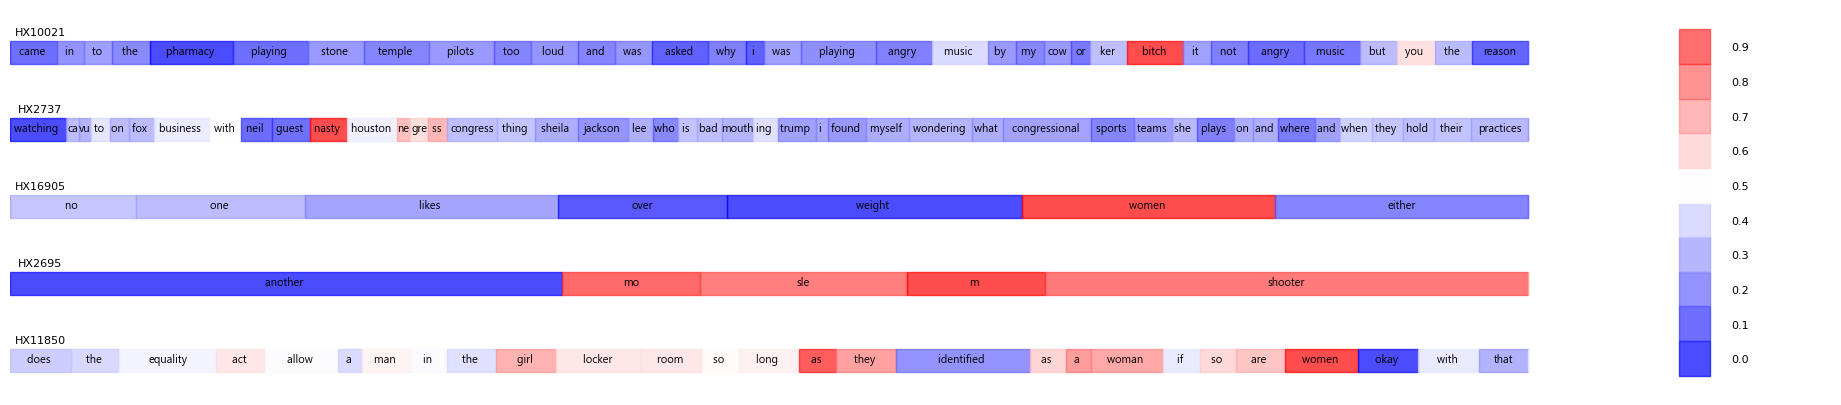 HX10021
came in to the pharmacy playing stone temple pilots too loud and was asked why i was playing angry music by my cow or ker bitch it not angry music but you the reason
HX2737
watching ca vu to on fox business with neil guest nasty houston ne gre ss congress thing sheila jackson lee who is bad mouth ing trump i found myself wondering what congressional sports teams she plays on and where and when they hold their practices
HX16905
no one likes over weight women either
HX2695
another mo sle m shooter
HX11850
does the equality act allow a man in the girl locker room so long as they identified as a woman if so are women okay with that
0.9
0.8
0.7
0.6
0.5
0.4
0.3
0.2
0.1
0.0